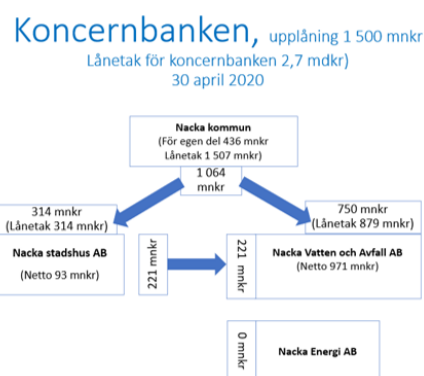 Koncernbanken, upplåning 1 500 mnkr
Lånetak för koncernbanken 2,7 mdkr)
30 april 2020
Nacka kommun
(För egen del 436 mnkr
Lånetak 1 507 mnkr)
1 064
mnkr
314 mnkr
(Lånetak 314 mnkr)
750 mnkr
(Lånetak 879 mnkr)
Nacka stadshus AB
(Netto 93 mnkr)
221 mnkr
221 mnkr
Nacka Vatten och Avfall AB
(Netto 971 mnkr)
0 mnkr
Nacka Energi AB